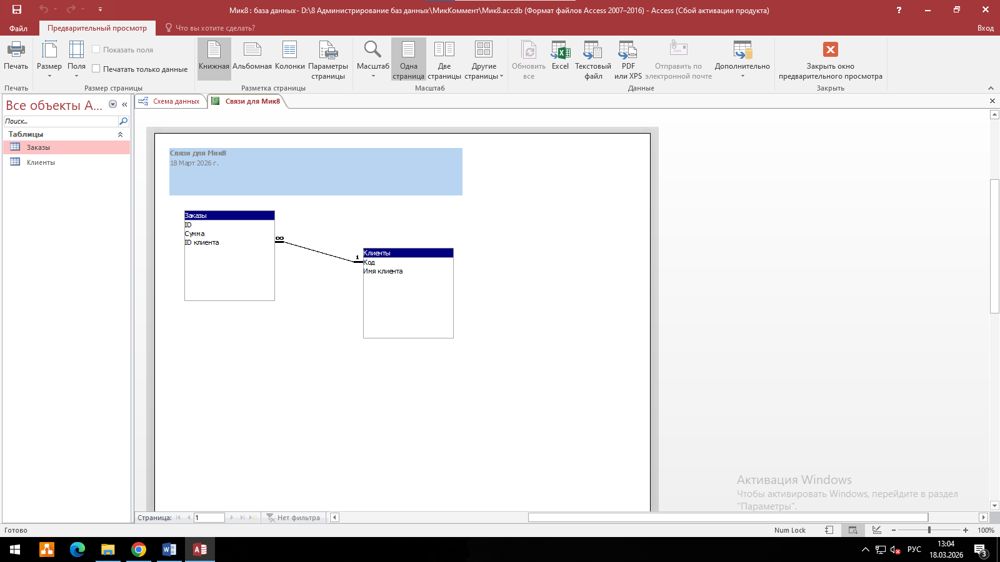 Мик8 : база данных- D:\8 Администрирование баз данных\МикКоммент\Мик8.accdb (Формат файлов Access 2007–2016) - Access (Сбой активации продукта)
Файл
Предварительный просмотр
Что вы хотите сделать?
Вход
Печать
Размер
Поля
Показать поля
Печатать только данные
Книжная
Альбомная
Колонки
Параметры страницы
Масштаб
Одна страница
Две страницы
Другие страницы
Обновить все
Excel
Текстовый файл
PDF или XPS
Отправить по электронной почте
Дополнительно
Закрыть окно предварительного просмотра
Печать
Размер страницы
Разметка страницы
Масштаб
Данные
Закрыть
Все объекты A...
Поиск...
Таблицы
Заказы
Клиенты
Схема данных
Связи для Мик8
Связи для Мик8
18 Март 2026 г.
Заказы
ID
Сумма
ID клиента
∞
1
Клиенты
Код
Имя клиента
Активация Windows
Чтобы активировать Windows, перейдите в раздел
"Параметры".
Страница:
1
Нет фильтра
Готово
Num Lock
100%
РУС
13:04
18.03.2026
3